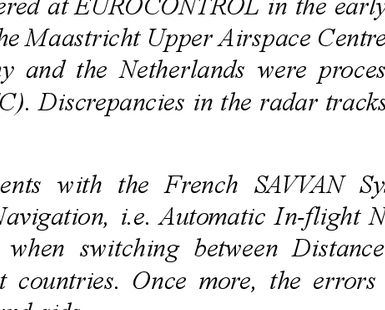 ered at EUROCONTROL in the early
he Maastricht Upper Airspace Centre
and the Netherlands were proces
C). Discrepancies in the radar tracks
ents with the French SAVVAN Sy
Navigation, i.e. Automatic In-flight N
when switching between Distance
t countries. Once more, the errors